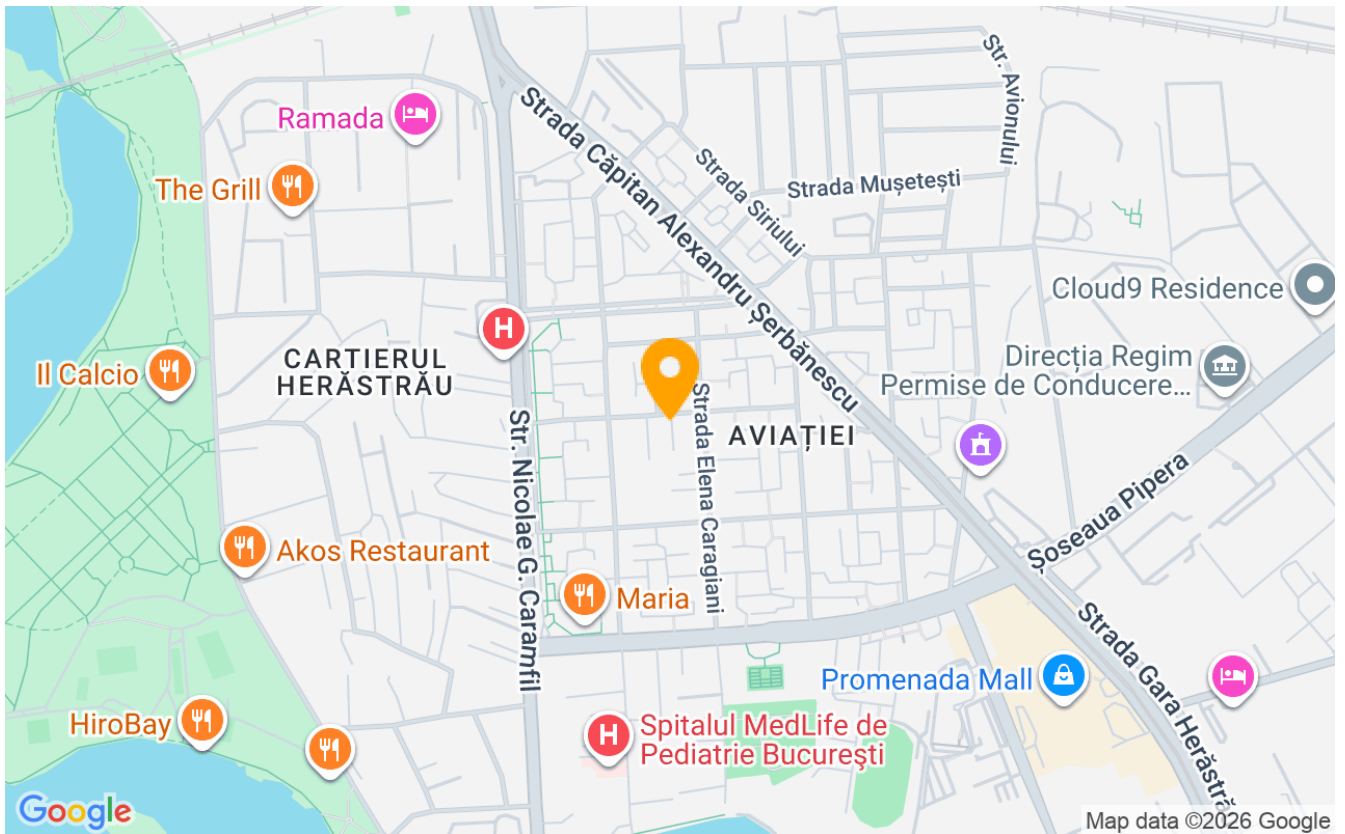 Str. Avionului
Strada Căpitan Alexandru Șerbănescu
Ramada
Strada Siriului
Strada Mușetești
The Grill
Cloud9 Residence
H
CARTIERUL
HERĂSTRĂU
Il Calcio
Direcția Regim
Permise de Conducere...
Strada Elena Caragiani
AVIAȚIEI
Str. Nicolae G. Caramfil
Șoseaua Pipera
Akos Restaurant
Maria
Strada Gara Herăstră
Promenada Mall
HiroBay
H
Spitalul MedLife de
Pediatrie București
Google
Map data ©2026 Google